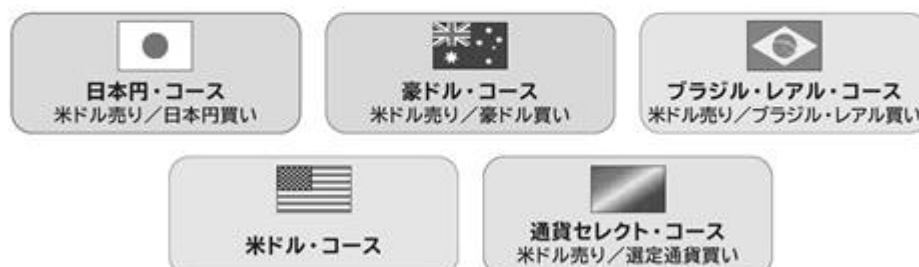 日本円・コース
米ドル売り／日本円買い
豪ドル・コース
米ドル売り／豪ドル買い
ブラジル・レアル・コース
米ドル売り／ブラジル・レアル買い
米ドル・コース
通貨セレクト・コース
米ドル売り／選定通貨買い